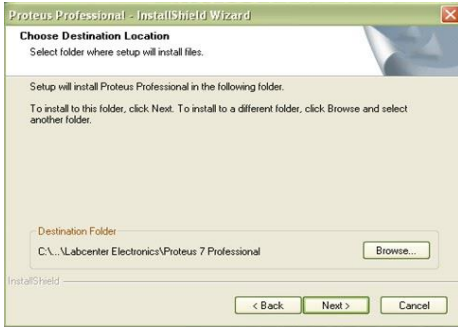 Proteus Professional - InstallShield Wizard
Choose Destination Location
Select folder where setup will install files.
Setup will install Proteus Professional in the following folder.
To install to this folder, click Next. To install to a different folder, click Browse and select
another folder.
Destination Folder
C:\...\Labcenter Electronics\Proteus 7 Professional
Browse...
InstallShield
< Back
Next >
Cancel